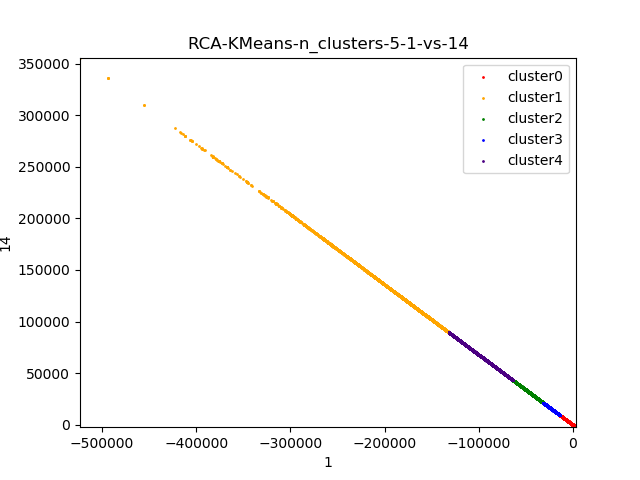 RCA-KMeans-n_clusters-5-1-vs-14
350000
300000
250000
200000
150000
100000
50000
0
14
−500000 −400000 −300000 −200000 −100000 0
1
cluster0
cluster1
cluster2
cluster3
cluster4